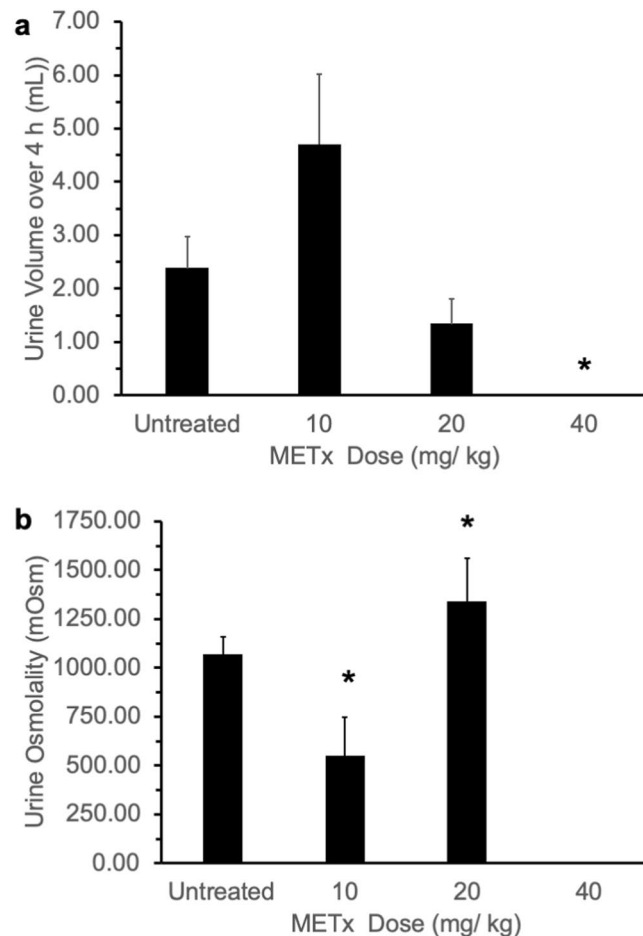 a
Urine Volume over 4 h (mL))
7.00
6.00
5.00
4.00
3.00
2.00
1.00
0.00
*
Untreated 10 20 40
METx Dose (mg/ kg)
b
Urine Osmolality (mOsm)
1750.00
1500.00
1250.00
1000.00
750.00
500.00
250.00
0.00
*
*
Untreated 10 20 40
METx Dose (mg/ kg)